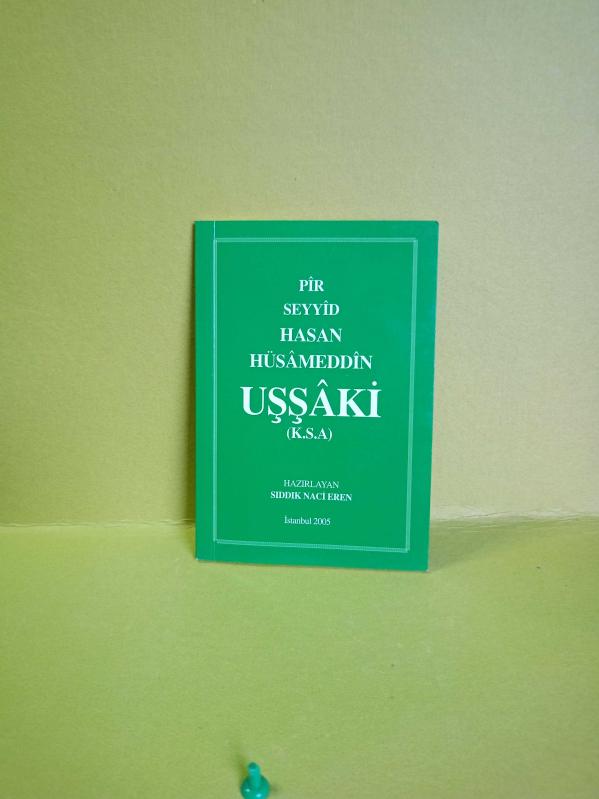 PÎR
SEYYÎD
HASAN
HÜSÂMEDDÎN
UŞŞÂKİ
(K.S.A)
HAZIRLAYAN
SIDDIK NACİ EREN
İstanbul 2005